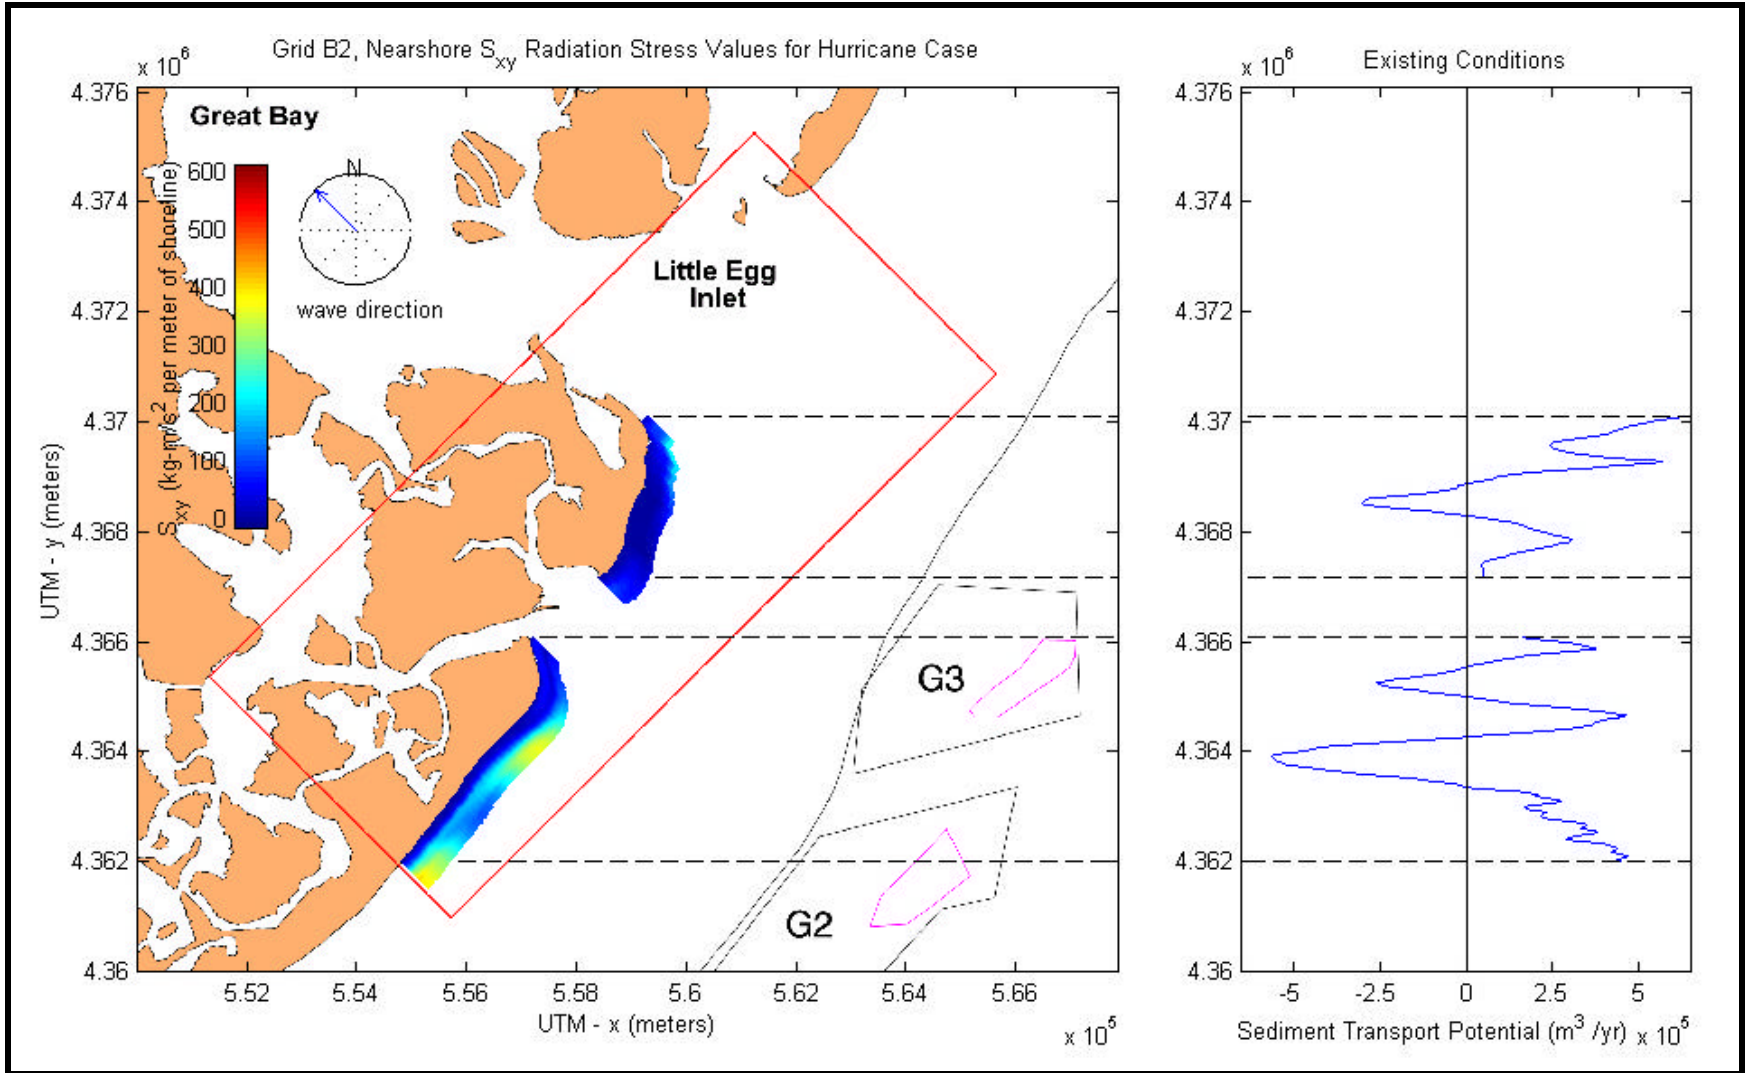 Grid B2, Nearshore Sxy Radiation Stress Values for Hurricane Case
x 10^6
4.376
4.374
4.372
4.37
4.368
4.366
4.364
4.362
4.36
UTM - y (meters)
Great Bay
Sxy (kg-m/s² per meter of shoreline)
600
500
400
300
200
100
0
N
wave direction
Little Egg
Inlet
G3
G2
5.52
5.54
5.56
5.58
5.6
5.62
5.64
5.66
UTM - x (meters)
x 10^5
Existing Conditions
x 10^6
4.376
4.374
4.372
4.37
4.368
4.366
4.364
4.362
4.36
-5
-2.5
0
2.5
5
Sediment Transport Potential (m³ /yr) x 10^5